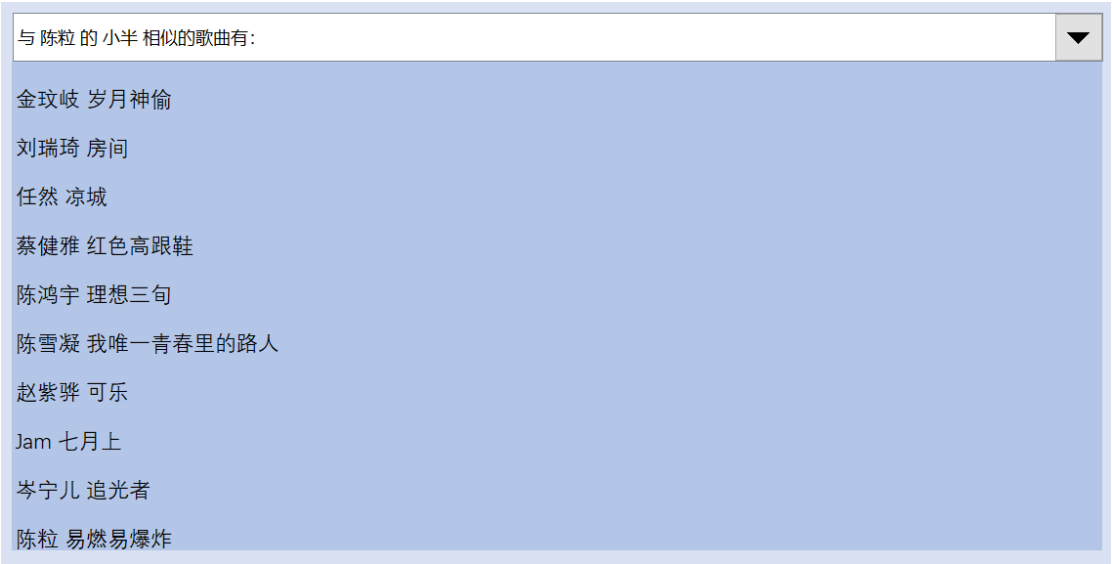 与 陈粒 的 小半 相似的歌曲有:
金玟岐 岁月神偷
刘瑞琦 房间
任然 凉城
蔡健雅 红色高跟鞋
陈鸿宇 理想三旬
陈雪凝 我唯一青春里的路人
赵紫骅 可乐
Jam 七月上
岑宁儿 追光者
陈粒 易燃易爆炸